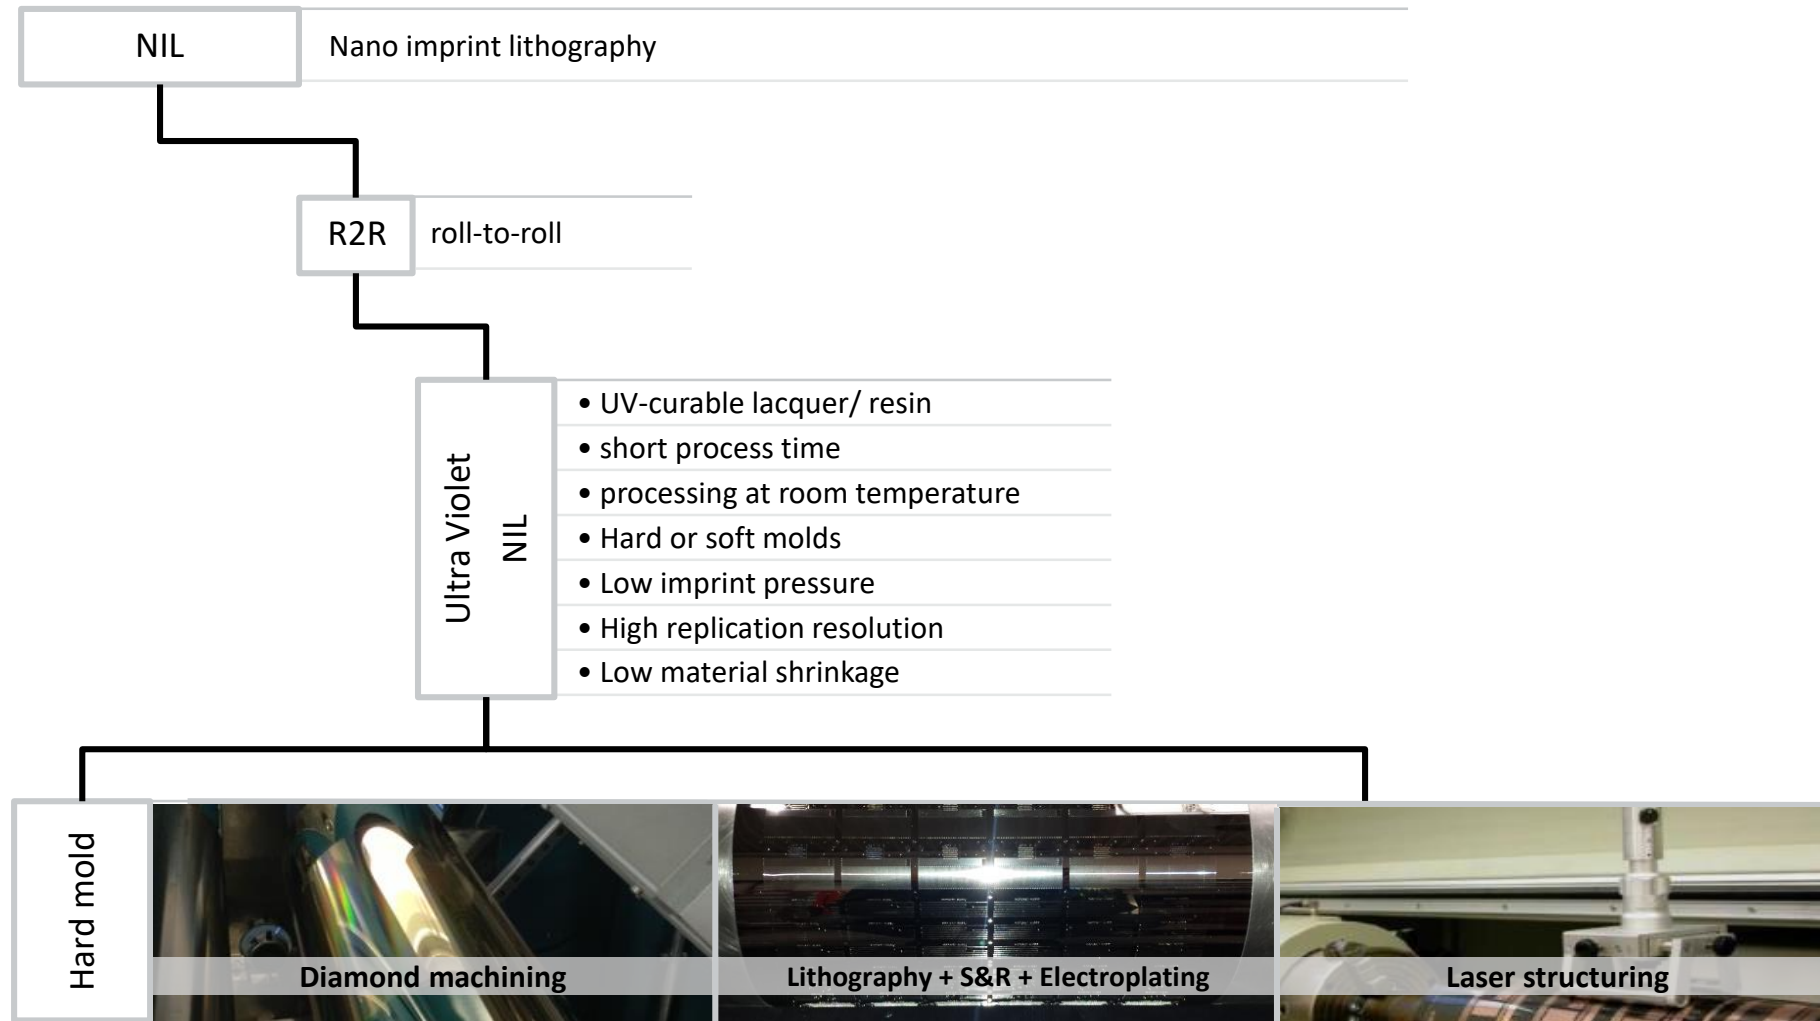 NIL
Nano imprint lithography
R2R
roll-to-roll
Ultra Violet
NIL
• UV-curable lacquer/ resin
• short process time
• processing at room temperature
• Hard or soft molds
• Low imprint pressure
• High replication resolution
• Low material shrinkage
Hard mold
Diamond machining
Lithography + S&R + Electroplating
Laser structuring